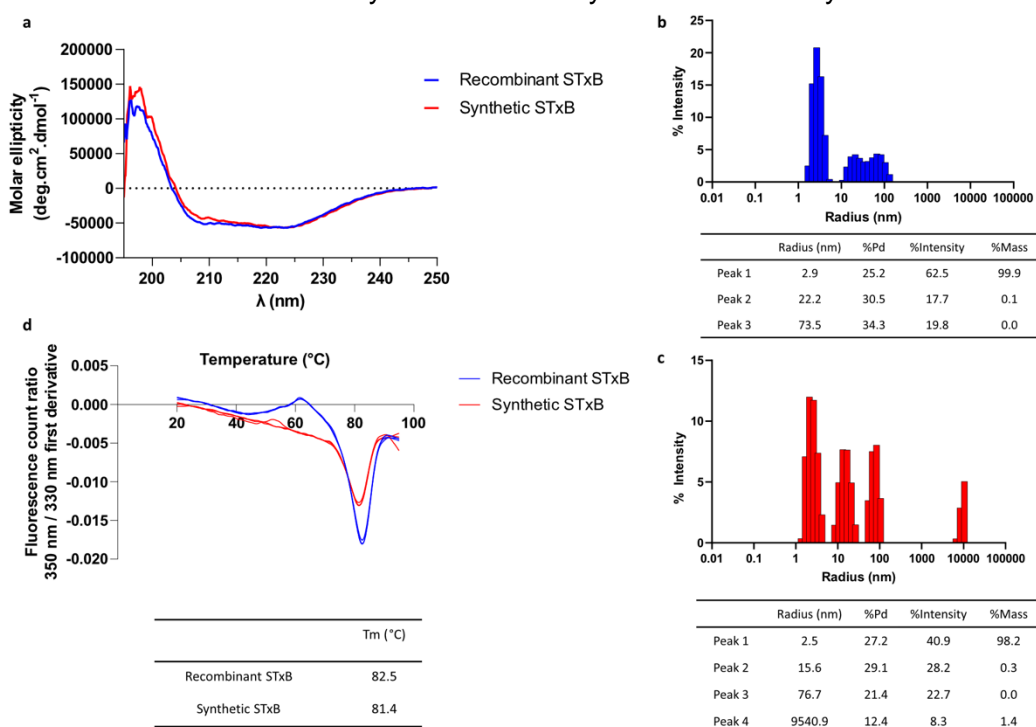 a
Molar ellipticity
(deg.cm².dmol⁻¹)
200000
150000
100000
50000
0
-50000
-100000
200
210
220
230
240
250
λ (nm)
Recombinant STxB
Synthetic STxB
b
% Intensity
25
20
15
10
5
0
0.01
0.1
1
10
100
1000
10000
100000
Radius (nm)
Radius (nm) %Pd %Intensity %Mass
Peak 1 2.9 25.2 62.5 99.9
Peak 2 22.2 30.5 17.7 0.1
Peak 3 73.5 34.3 19.8 0.0
c
% Intensity
15
10
5
0
0.01
0.1
1
10
100
1000
10000
100000
Radius (nm)
Radius (nm) %Pd %Intensity %Mass
Peak 1 2.5 27.2 40.9 98.2
Peak 2 15.6 29.1 28.2 0.3
Peak 3 76.7 21.4 22.7 0.0
Peak 4 9540.9 12.4 8.3 1.4
d
Temperature (°C)
Fluorescence count ratio
350 nm / 330 nm first derivative
0.005
0.000
-0.005
-0.010
-0.015
-0.020
20
40
60
80
100
Recombinant STxB
Synthetic STxB
Tm (°C)
Recombinant STxB 82.5
Synthetic STxB 81.4